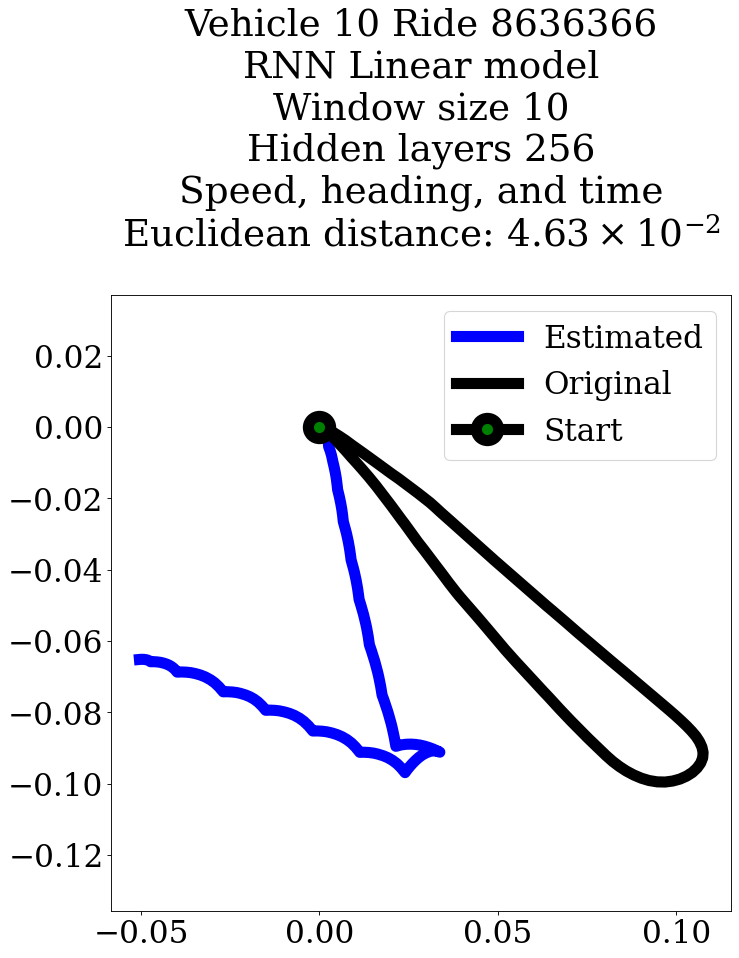 Vehicle 10 Ride 8636366
RNN Linear model
Window size 10
Hidden layers 256
Speed, heading, and time
Euclidean distance: 4.63 × 10⁻²
Estimated
Original
Start
0.02
0.00
−0.02
−0.04
−0.06
−0.08
−0.10
−0.12
−0.05 0.00 0.05 0.10